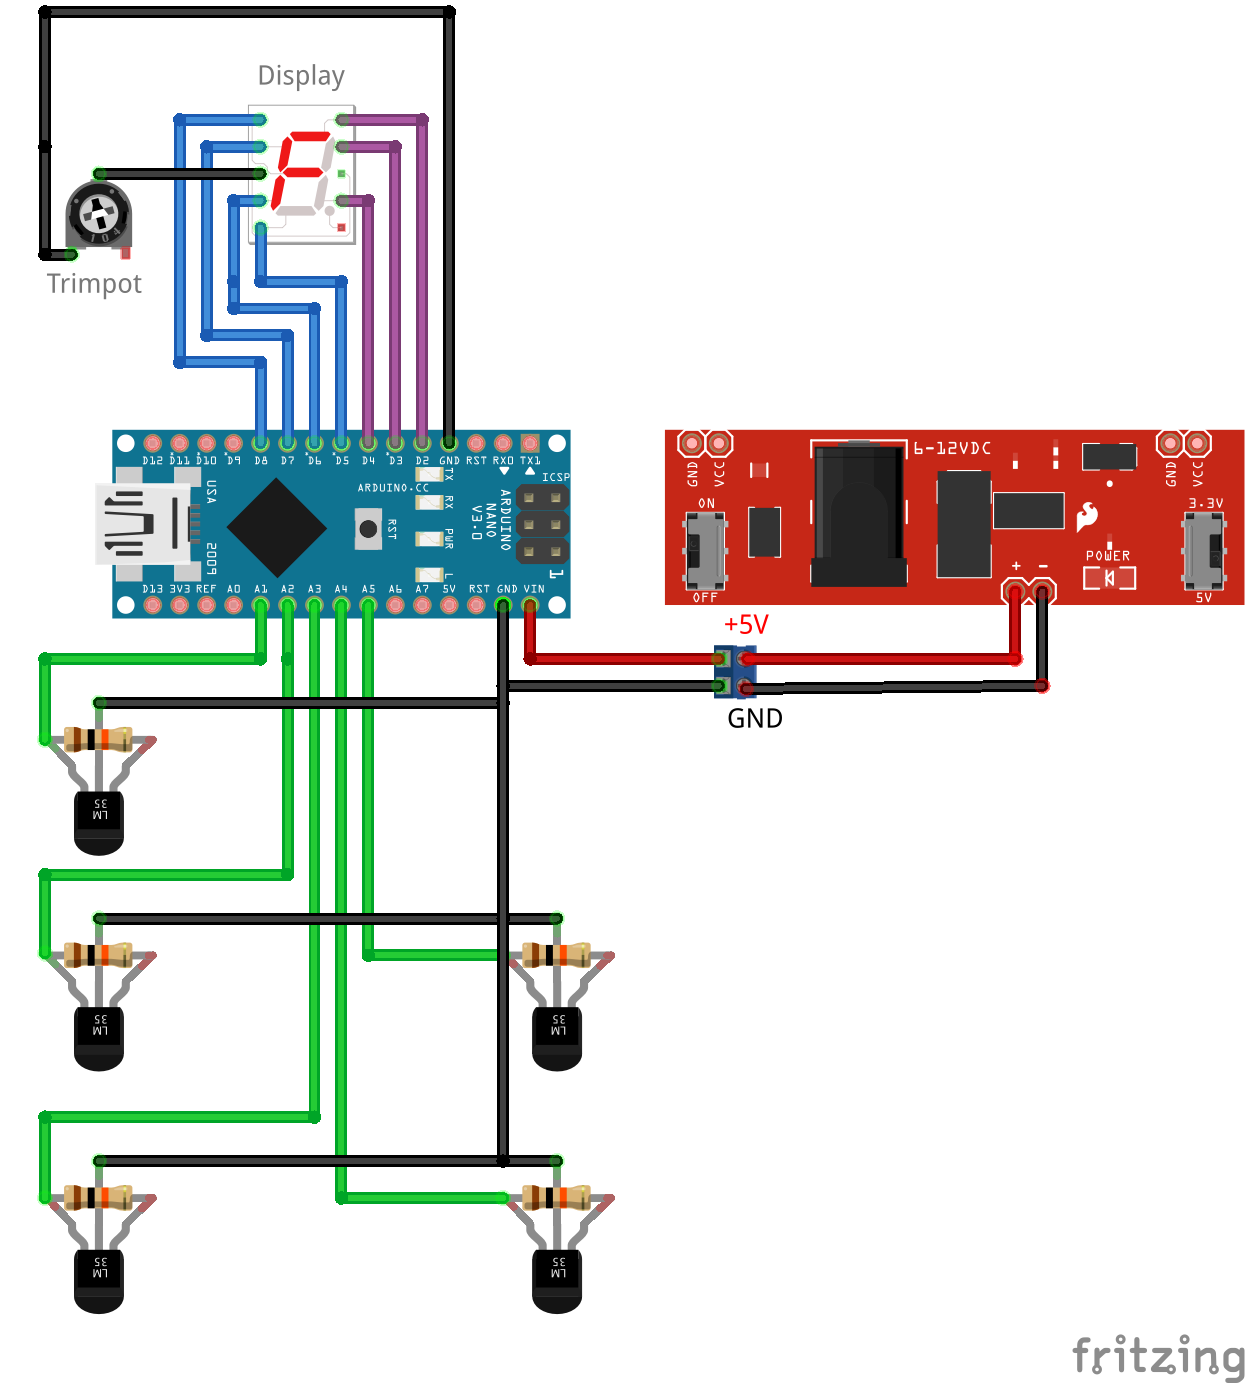 Display
104
Trimpot
D12 D11 D10 D9 D8 D7 D6 D5 D4 D3 D2 GND RST RX0 TX1
TX
RX
PWR
L
ARDUINO.CC
RST
ICSP
1
ARDUINO
NANO
V3.0
USA
2009
D13 3V3 REF A0 A1 A2 A3 A4 A5 A6 A7 5V RST GND VIN
GND VCC
6-12VDC
GND VCC
ON
OFF
3.3V
5V
POWER
+ -
+5V
GND
LM
35
LM
35
LM
35
LM
35
LM
35
fritzing